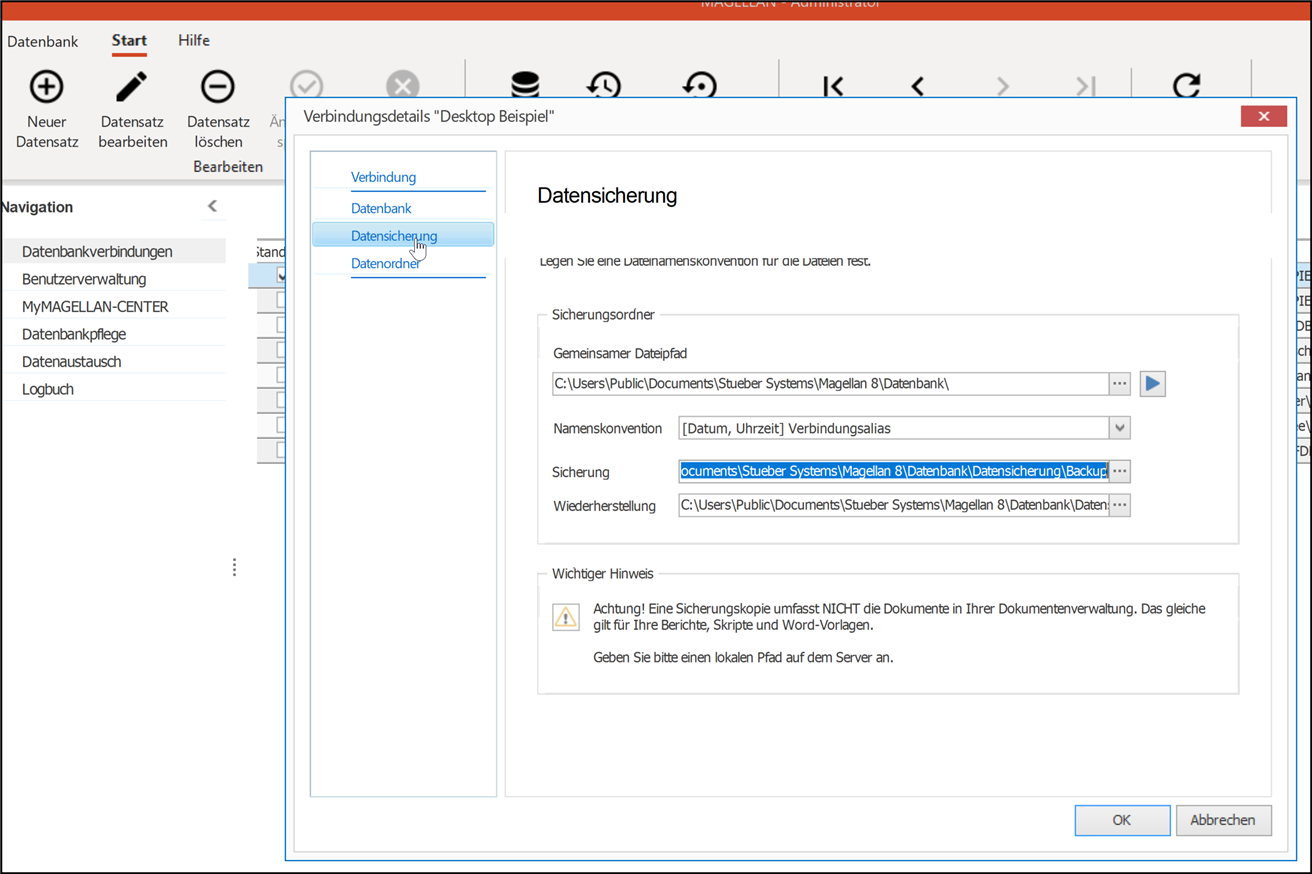 MAGELLAN - Administrator
Datenbank Start Hilfe
Neuer Datensatz
Datensatz bearbeiten
Datensatz löschen
Bearbeiten
Navigation
Datenbankverbindungen
Benutzerverwaltung
MyMAGELLAN-CENTER
Datenbankpflege
Datenaustausch
Logbuch
Stand
Verbindungsdetails "Desktop Beispiel"
Verbindung
Datenbank
Datensicherung
Datenordner
Datensicherung
Legen Sie eine Dateinamenskonvention für die Dateien fest.
Sicherungsordner
Gemeinsamer Dateipfad
C:\Users\Public\Documents\Stueber Systems\Magellan 8\Datenbank\
Namenskonvention [Datum, Uhrzeit] Verbindungsalias
Sicherung ocuments\Stueber Systems\Magellan 8\Datenbank\Datensicherung\Backup
Wiederherstellung C:\Users\Public\Documents\Stueber Systems\Magellan 8\Datenbank\Daten
Wichtiger Hinweis
Achtung! Eine Sicherungskopie umfasst NICHT die Dokumente in Ihrer Dokumentenverwaltung. Das gleiche
gilt für Ihre Berichte, Skripte und Word-Vorlagen.
Geben Sie bitte einen lokalen Pfad auf dem Server an.
OK Abbrechen